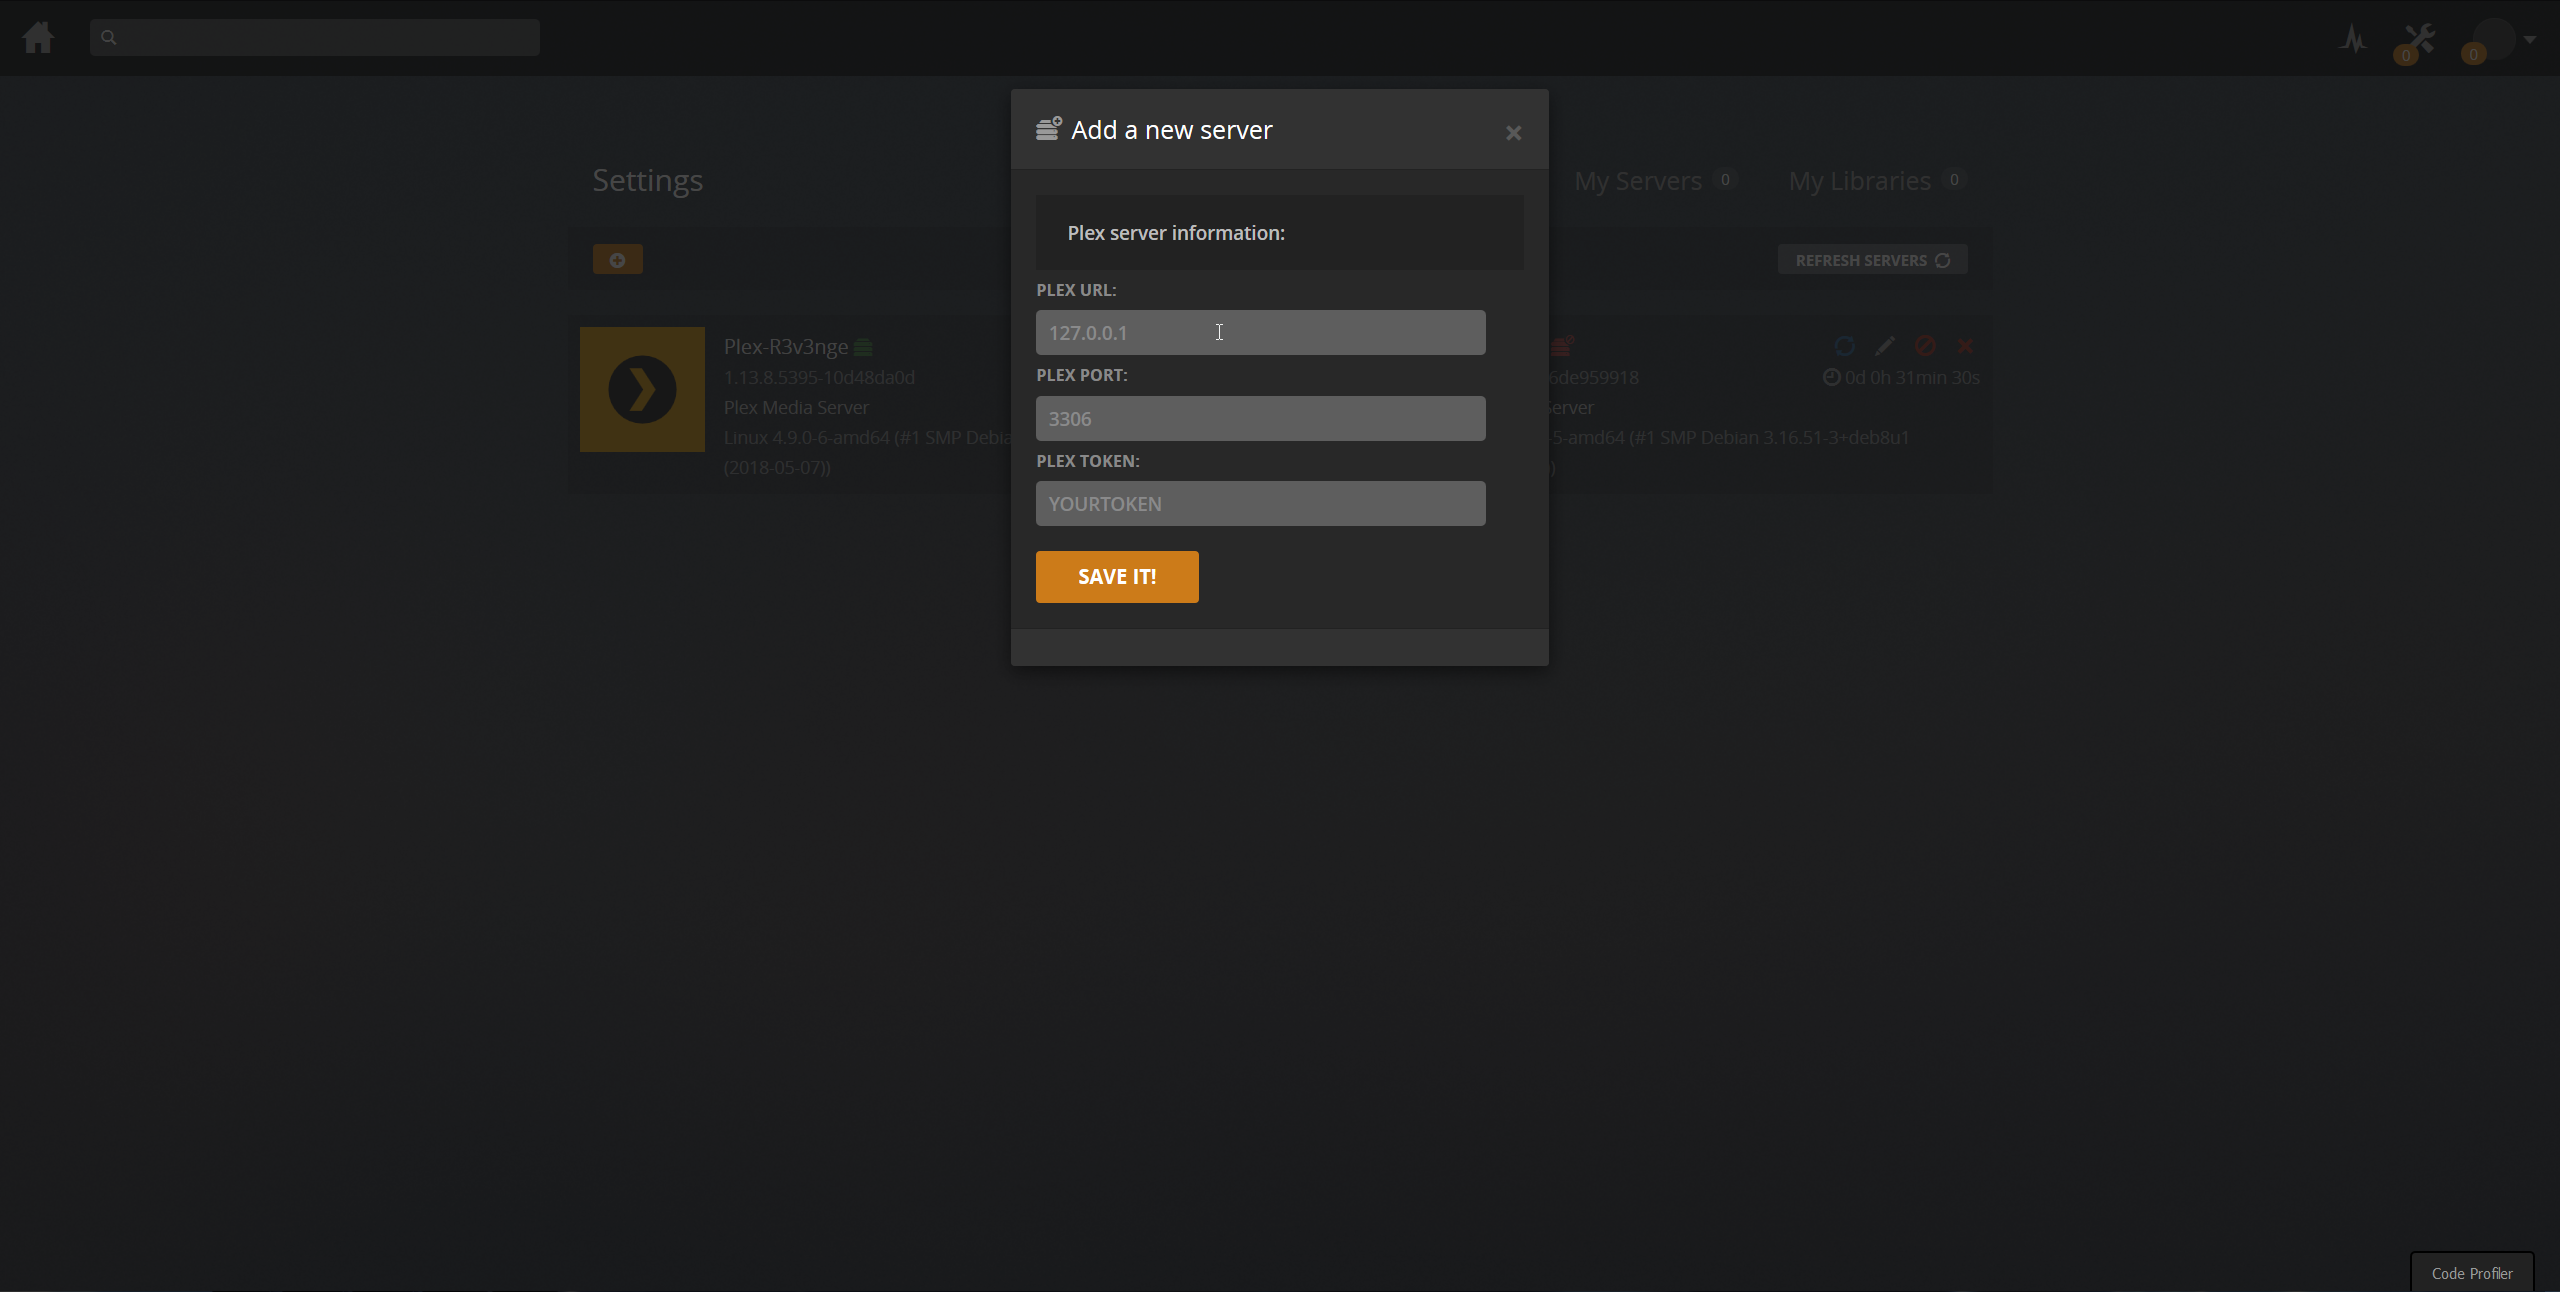 0
0
Add a new server
×
Settings
My Servers 0
My Libraries 0
Plex server information:
REFRESH SERVERS
PLEX URL:
127.0.0.1
PLEX PORT:
3306
PLEX TOKEN:
YOURTOKEN
SAVE IT!
Plex-R3v3nge
1.13.8.5395-10d48da0d
Plex Media Server
Linux 4.9.0-6-amd64 (#1 SMP Debia
(2018-05-07))
6de959918
0d 0h 31min 30s
Server
-5-amd64 (#1 SMP Debian 3.16.51-3+deb8u1
)
Code Profiler